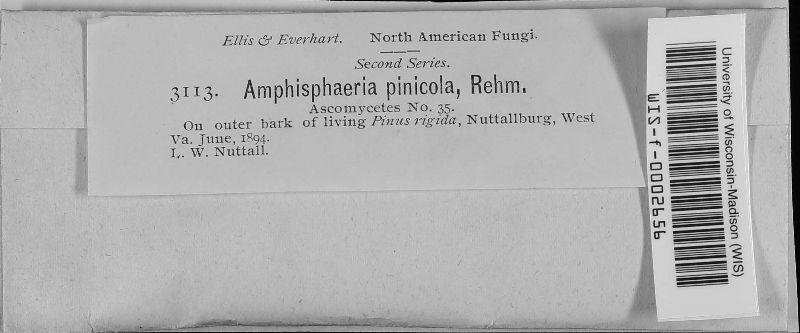 Ellis & Everhart. North American Fungi.
Second Series.
3113. Amphisphaeria pinicola, Rehm.
Ascomycetes No. 35.
On outer bark of living Pinus rigida, Nuttallburg, West
Va. June, 1894.
L. W. Nuttall.
University of Wisconsin-Madison (WIS)
WIS-f-0002656